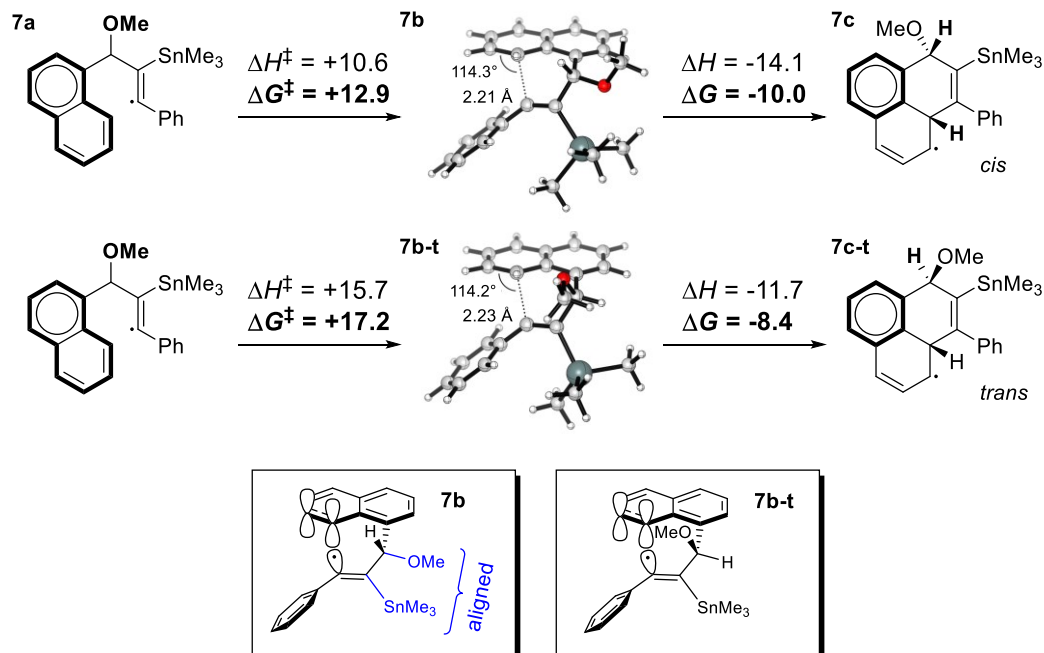 7a
OMe
SnMe3
Ph
ΔH‡ = +10.6
ΔG‡ = +12.9
7b
114.3°
2.21 Å
ΔH = -14.1
ΔG = -10.0
7c
MeO
H
SnMe3
Ph
H
cis
OMe
SnMe3
Ph
ΔH‡ = +15.7
ΔG‡ = +17.2
7b-t
114.2°
2.23 Å
ΔH = -11.7
ΔG = -8.4
7c-t
H
OMe
SnMe3
Ph
H
trans
7b
H
OMe
SnMe3
aligned
7b-t
MeO
H
SnMe3